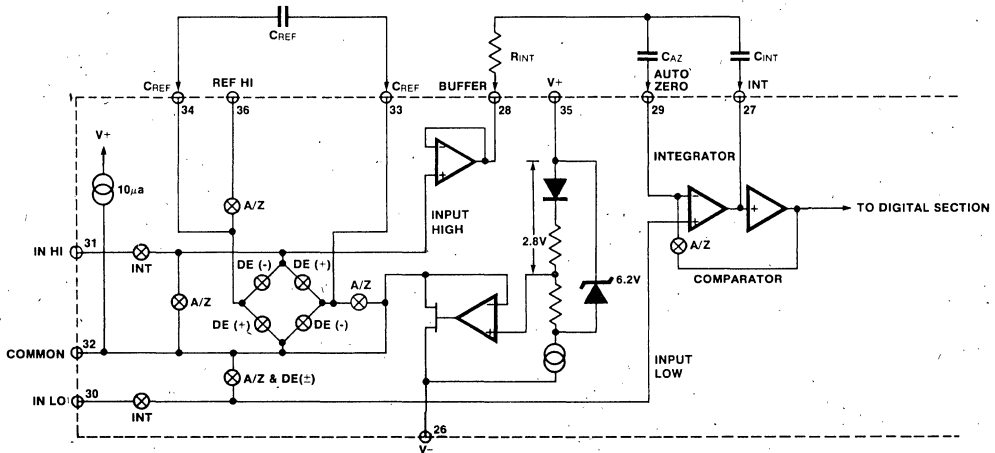 CREF
RINT
CAZ
CINT
CREF
REF HI
CREF
BUFFER
V+
AUTO
ZERO
INT
34
36
33
28
35
29
27
V+
10μa
A/Z
INTEGRATOR
TO DIGITAL SECTION
INPUT
HIGH
2.8V
6.2V
A/Z
COMPARATOR
IN HI
31
INT
DE (-)
DE (+)
A/Z
A/Z
DE (+)
DE (-)
COMMON
32
A/Z & DE(±)
INPUT
LOW
IN LO
30
INT
26
V-